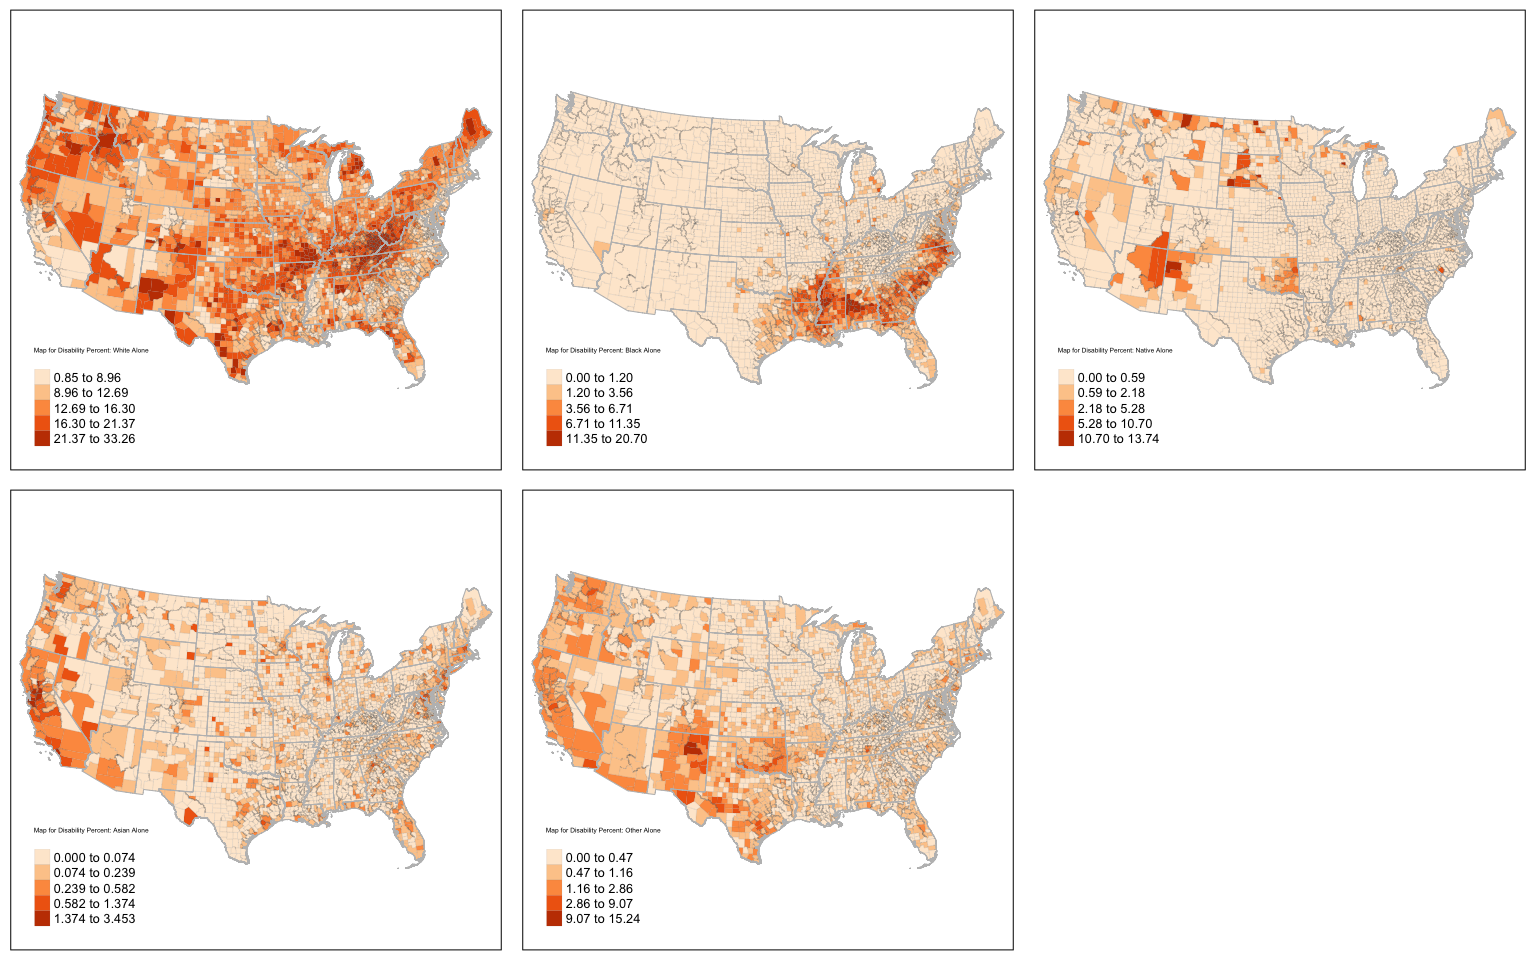 Map for Disability Percent: White Alone
0.85 to 8.96
8.96 to 12.69
12.69 to 16.30
16.30 to 21.37
21.37 to 33.26
Map for Disability Percent: Black Alone
0.00 to 1.20
1.20 to 3.56
3.56 to 6.71
6.71 to 11.35
11.35 to 20.70
Map for Disability Percent: Native Alone
0.00 to 0.59
0.59 to 2.18
2.18 to 5.28
5.28 to 10.70
10.70 to 13.74
Map for Disability Percent: Asian Alone
0.000 to 0.074
0.074 to 0.239
0.239 to 0.582
0.582 to 1.374
1.374 to 3.453
Map for Disability Percent: Other Alone
0.00 to 0.47
0.47 to 1.16
1.16 to 2.86
2.86 to 9.07
9.07 to 15.24